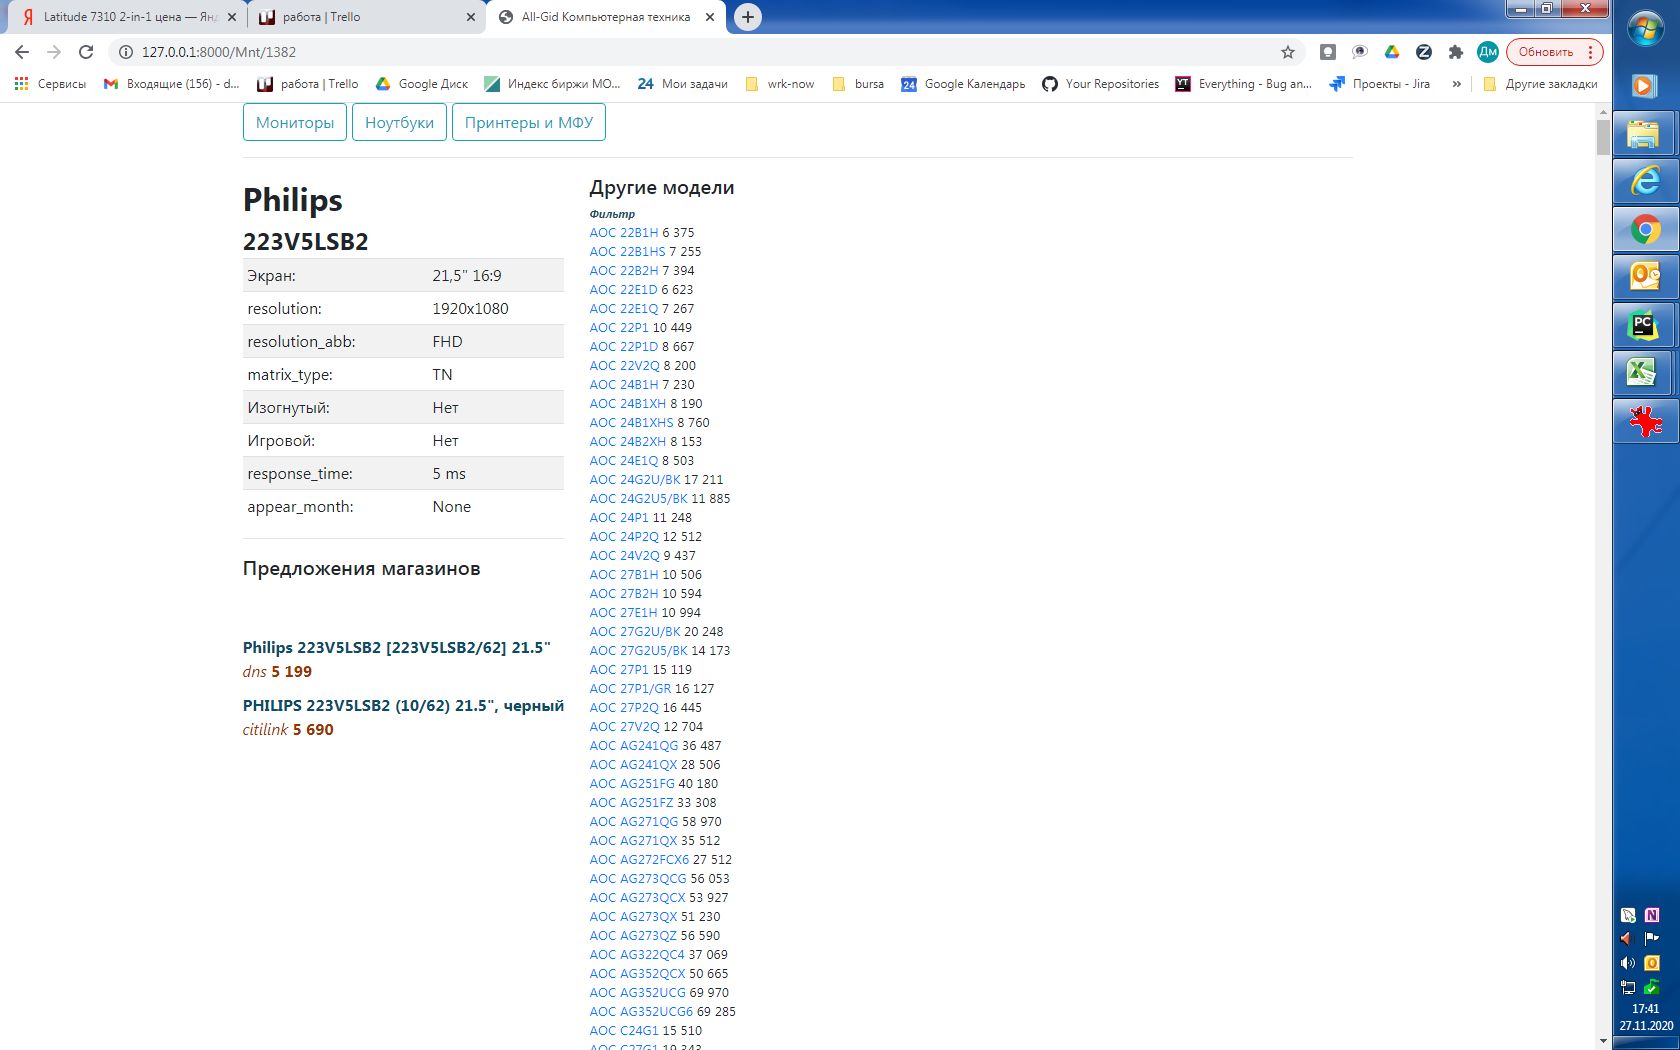 Latitude 7310 2-in-1 цена — Янд
работа | Trello
All-Gid Компьютерная техника
127.0.0.1:8000/Mnt/1382
Дм
Обновить
Сервисы
Входящие (156) - d...
работа | Trello
Google Диск
Индекс биржи МО...
24 Мои задачи
wrk-now
bursa
24 Google Календарь
Your Repositories
YT Everything - Bug an...
Проекты - Jira
»
Другие закладки
Мониторы
Ноутбуки
Принтеры и МФУ
Philips
223V5LSB2
Экран: 21,5" 16:9
resolution: 1920x1080
resolution_abb: FHD
matrix_type: TN
Изогнутый: Нет
Игровой: Нет
response_time: 5 ms
appear_month: None
Предложения магазинов
Philips 223V5LSB2 [223V5LSB2/62] 21.5"
dns 5 199
PHILIPS 223V5LSB2 (10/62) 21.5", черный
citilink 5 690
Другие модели
Фильтр
AOC 22B1H 6 375
AOC 22B1HS 7 255
AOC 22B2H 7 394
AOC 22E1D 6 623
AOC 22E1Q 7 267
AOC 22P1 10 449
AOC 22P1D 8 667
AOC 22V2Q 8 200
AOC 24B1H 7 230
AOC 24B1XH 8 190
AOC 24B1XHS 8 760
AOC 24B2XH 8 153
AOC 24E1Q 8 503
AOC 24G2U/BK 17 211
AOC 24G2U5/BK 11 885
AOC 24P1 11 248
AOC 24P2Q 12 512
AOC 24V2Q 9 437
AOC 27B1H 10 506
AOC 27B2H 10 594
AOC 27E1H 10 994
AOC 27G2U/BK 20 248
AOC 27G2U5/BK 14 173
AOC 27P1 15 119
AOC 27P1/GR 16 127
AOC 27P2Q 16 445
AOC 27V2Q 12 704
AOC AG241QG 36 487
AOC AG241QX 28 506
AOC AG251FG 40 180
AOC AG251FZ 33 308
AOC AG271QG 58 970
AOC AG271QX 35 512
AOC AG272FCX6 27 512
AOC AG273QCG 56 053
AOC AG273QCX 53 927
AOC AG273QX 51 230
AOC AG273QZ 56 590
AOC AG322QC4 37 069
AOC AG352QCX 50 665
AOC AG352UCG 69 970
AOC AG352UCG6 69 285
AOC C24G1 15 510
AOC C27G1 19 343
PC
17:41
27.11.2020